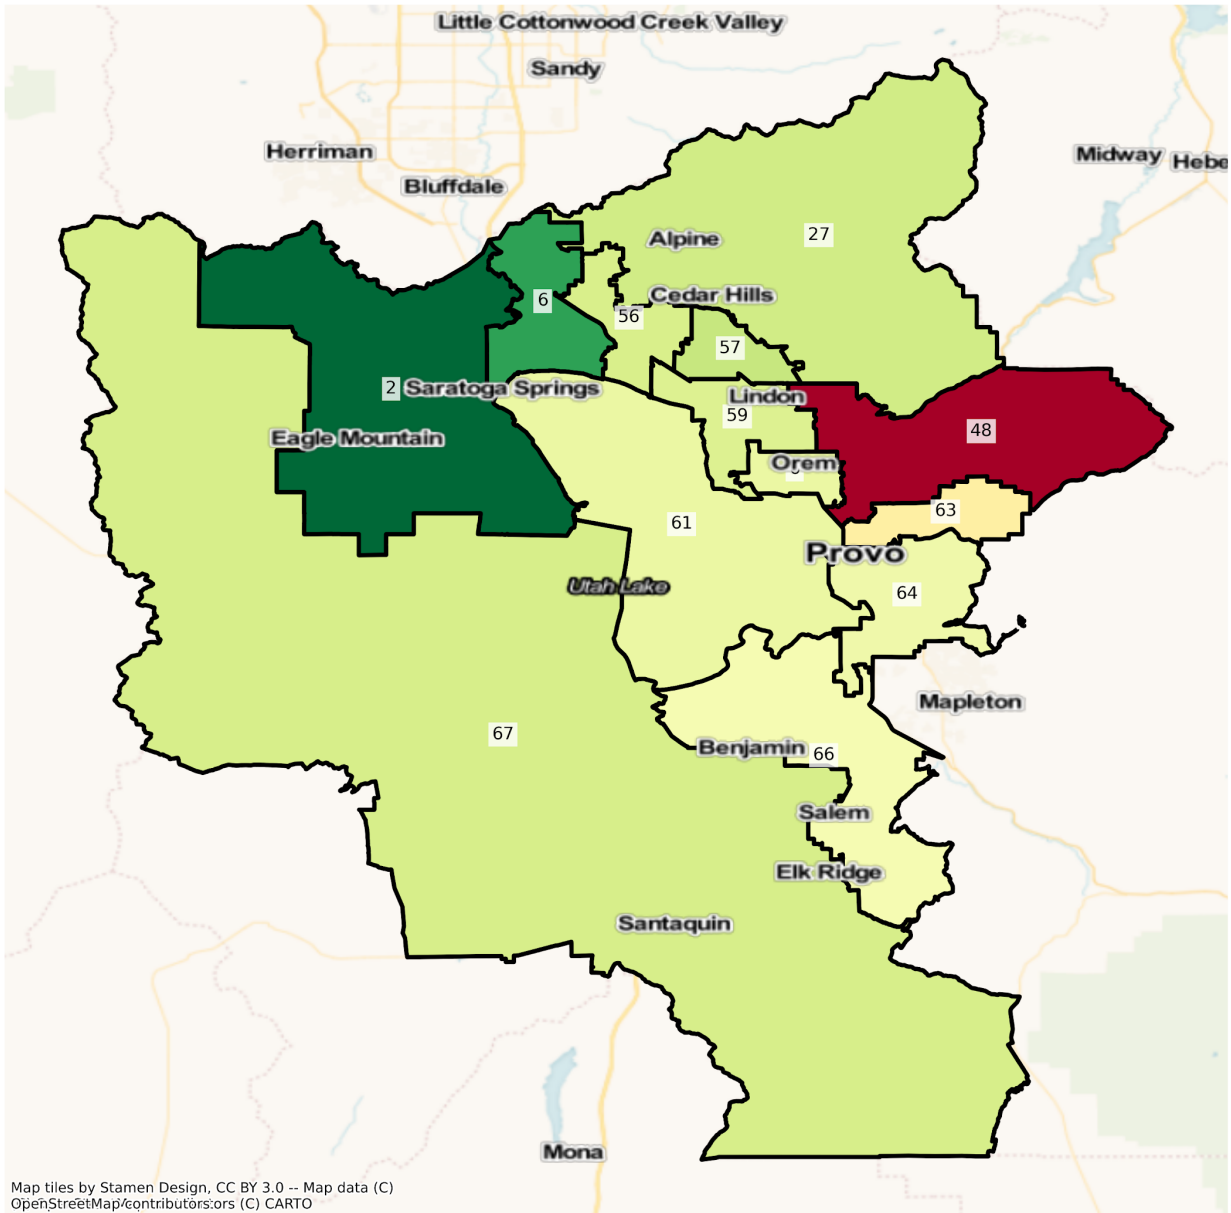 Little Cottonwood Creek Valley
Sandy
Herriman
Midway
Hebe
Bluffdale
27
Alpine
Cedar Hills
6
56
57
2
Saratoga Springs
Lindon
59
48
Eagle Mountain
Orem
63
61
Provo
Utah Lake
64
Mapleton
67
Benjamin
66
Salem
Elk Ridge
Santaquin
Mona
Map tiles by Stamen Design, CC BY 3.0 -- Map data (C)
OpenStreetMap contributors (C) CARTO